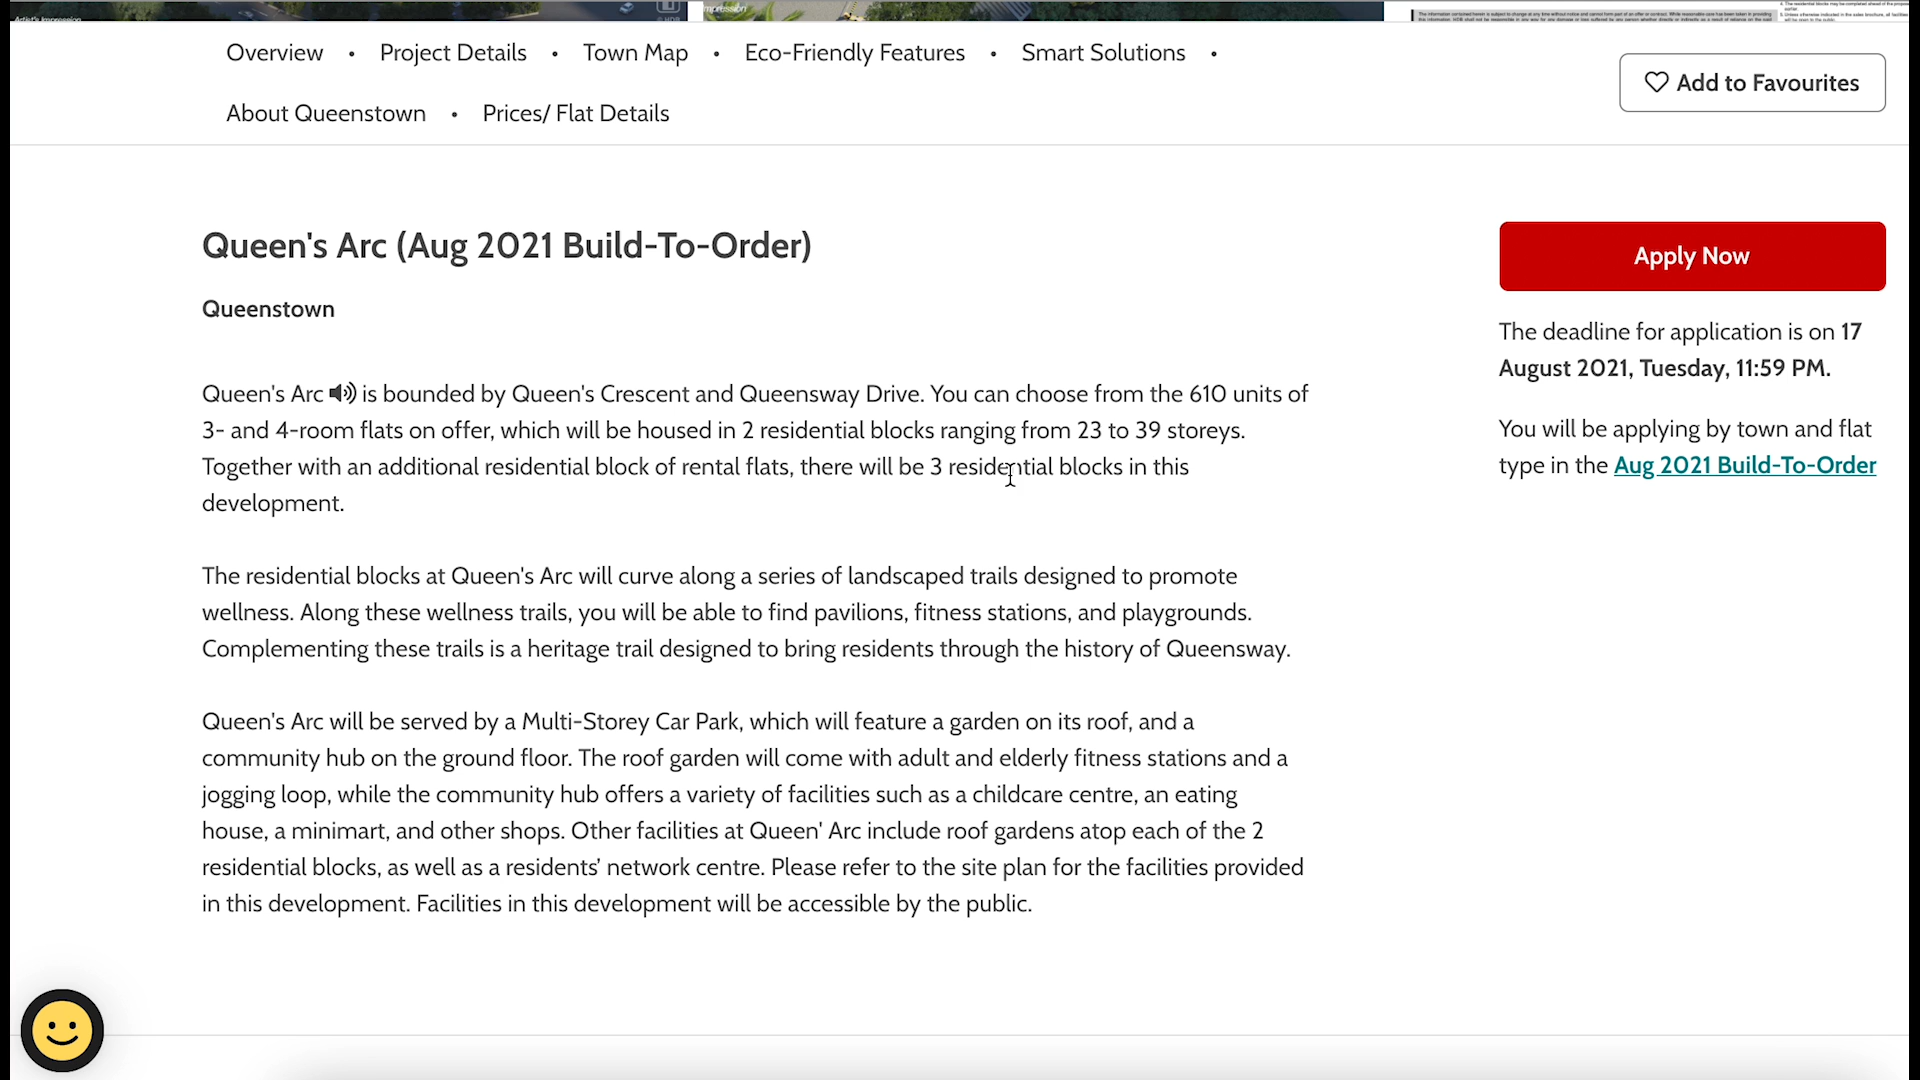 Artist's Impression
Impression
© HDB
Overview • Project Details • Town Map • Eco-Friendly Features • Smart Solutions •
About Queenstown • Prices/ Flat Details
Add to Favourites
Queen's Arc (Aug 2021 Build-To-Order)
Queenstown
Queen's Arc is bounded by Queen's Crescent and Queensway Drive. You can choose from the 610 units of
3- and 4-room flats on offer, which will be housed in 2 residential blocks ranging from 23 to 39 storeys.
Together with an additional residential block of rental flats, there will be 3 residential blocks in this
development.
The residential blocks at Queen's Arc will curve along a series of landscaped trails designed to promote
wellness. Along these wellness trails, you will be able to find pavilions, fitness stations, and playgrounds.
Complementing these trails is a heritage trail designed to bring residents through the history of Queensway.
Queen's Arc will be served by a Multi-Storey Car Park, which will feature a garden on its roof, and a
community hub on the ground floor. The roof garden will come with adult and elderly fitness stations and a
jogging loop, while the community hub offers a variety of facilities such as a childcare centre, an eating
house, a minimart, and other shops. Other facilities at Queen' Arc include roof gardens atop each of the 2
residential blocks, as well as a residents' network centre. Please refer to the site plan for the facilities provided
in this development. Facilities in this development will be accessible by the public.
Apply Now
The deadline for application is on 17
August 2021, Tuesday, 11:59 PM.
You will be applying by town and flat
type in the Aug 2021 Build-To-Order